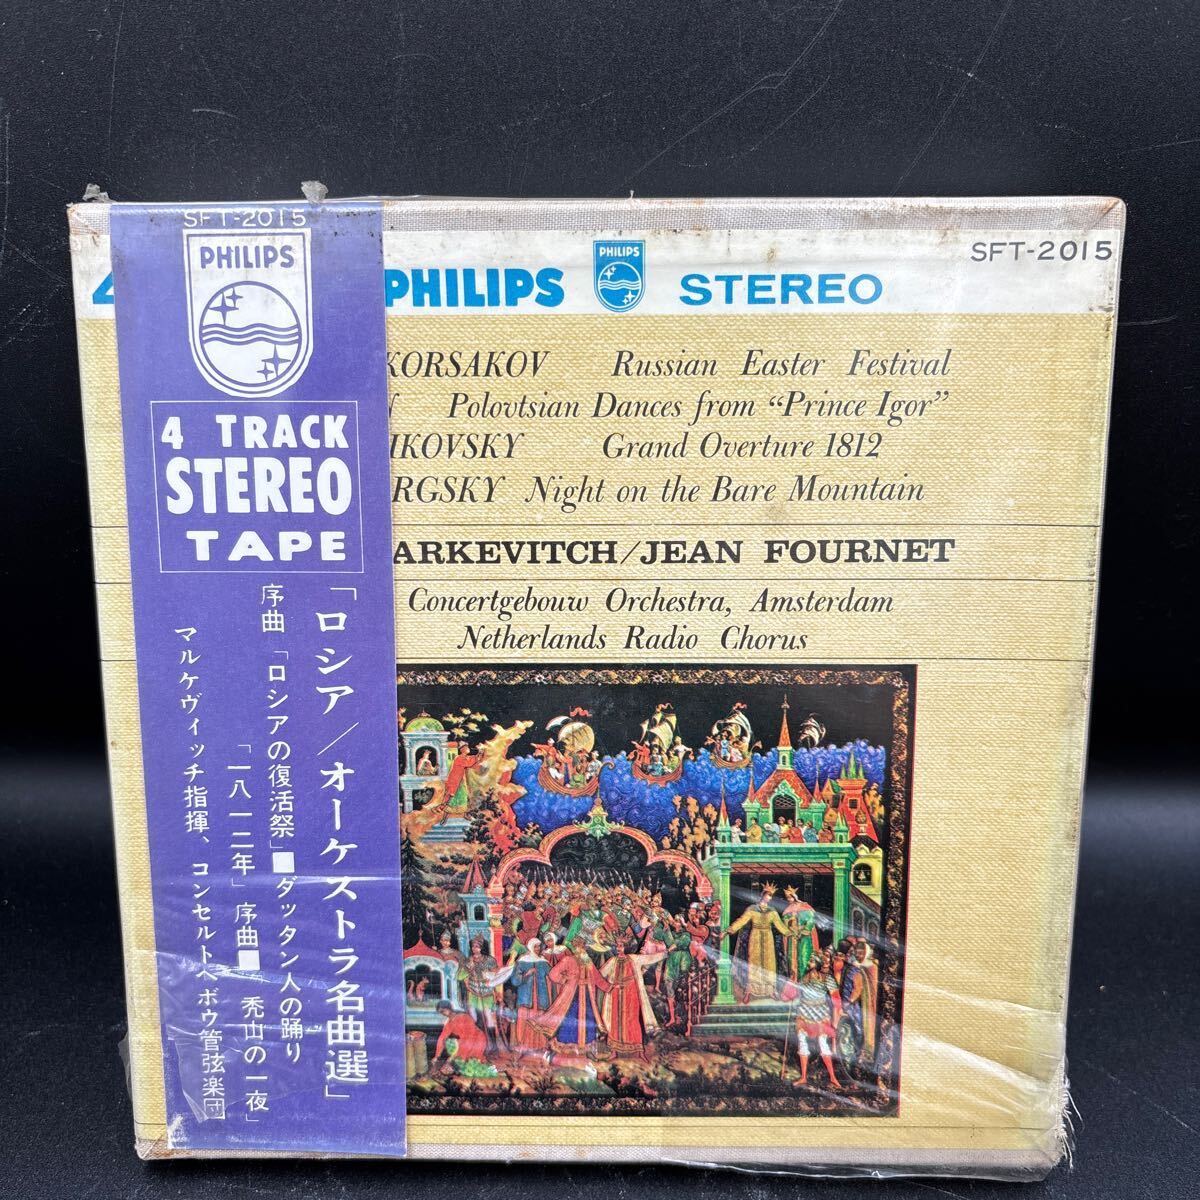 SFT-2015
PHILIPS
4 TRACK
STEREO
TAPE
「ロシア/オーケストラ名曲選」
序曲「ロシアの復活祭」■ダッタン人の踊り
「一八一二年」序曲■禿山の一夜」
マルケヴィッチ指揮、コンセルトヘボウ管弦楽団
4
PHILIPS
STEREO
SFT-2015
KORSAKOV Russian Easter Festival
N Polovtsian Dances from “Prince Igor”
IKOVSKY Grand Overture 1812
RGSKY Night on the Bare Mountain
ARKEVITCH/JEAN FOURNET
Concertgebouw Orchestra, Amsterdam
Netherlands Radio Chorus